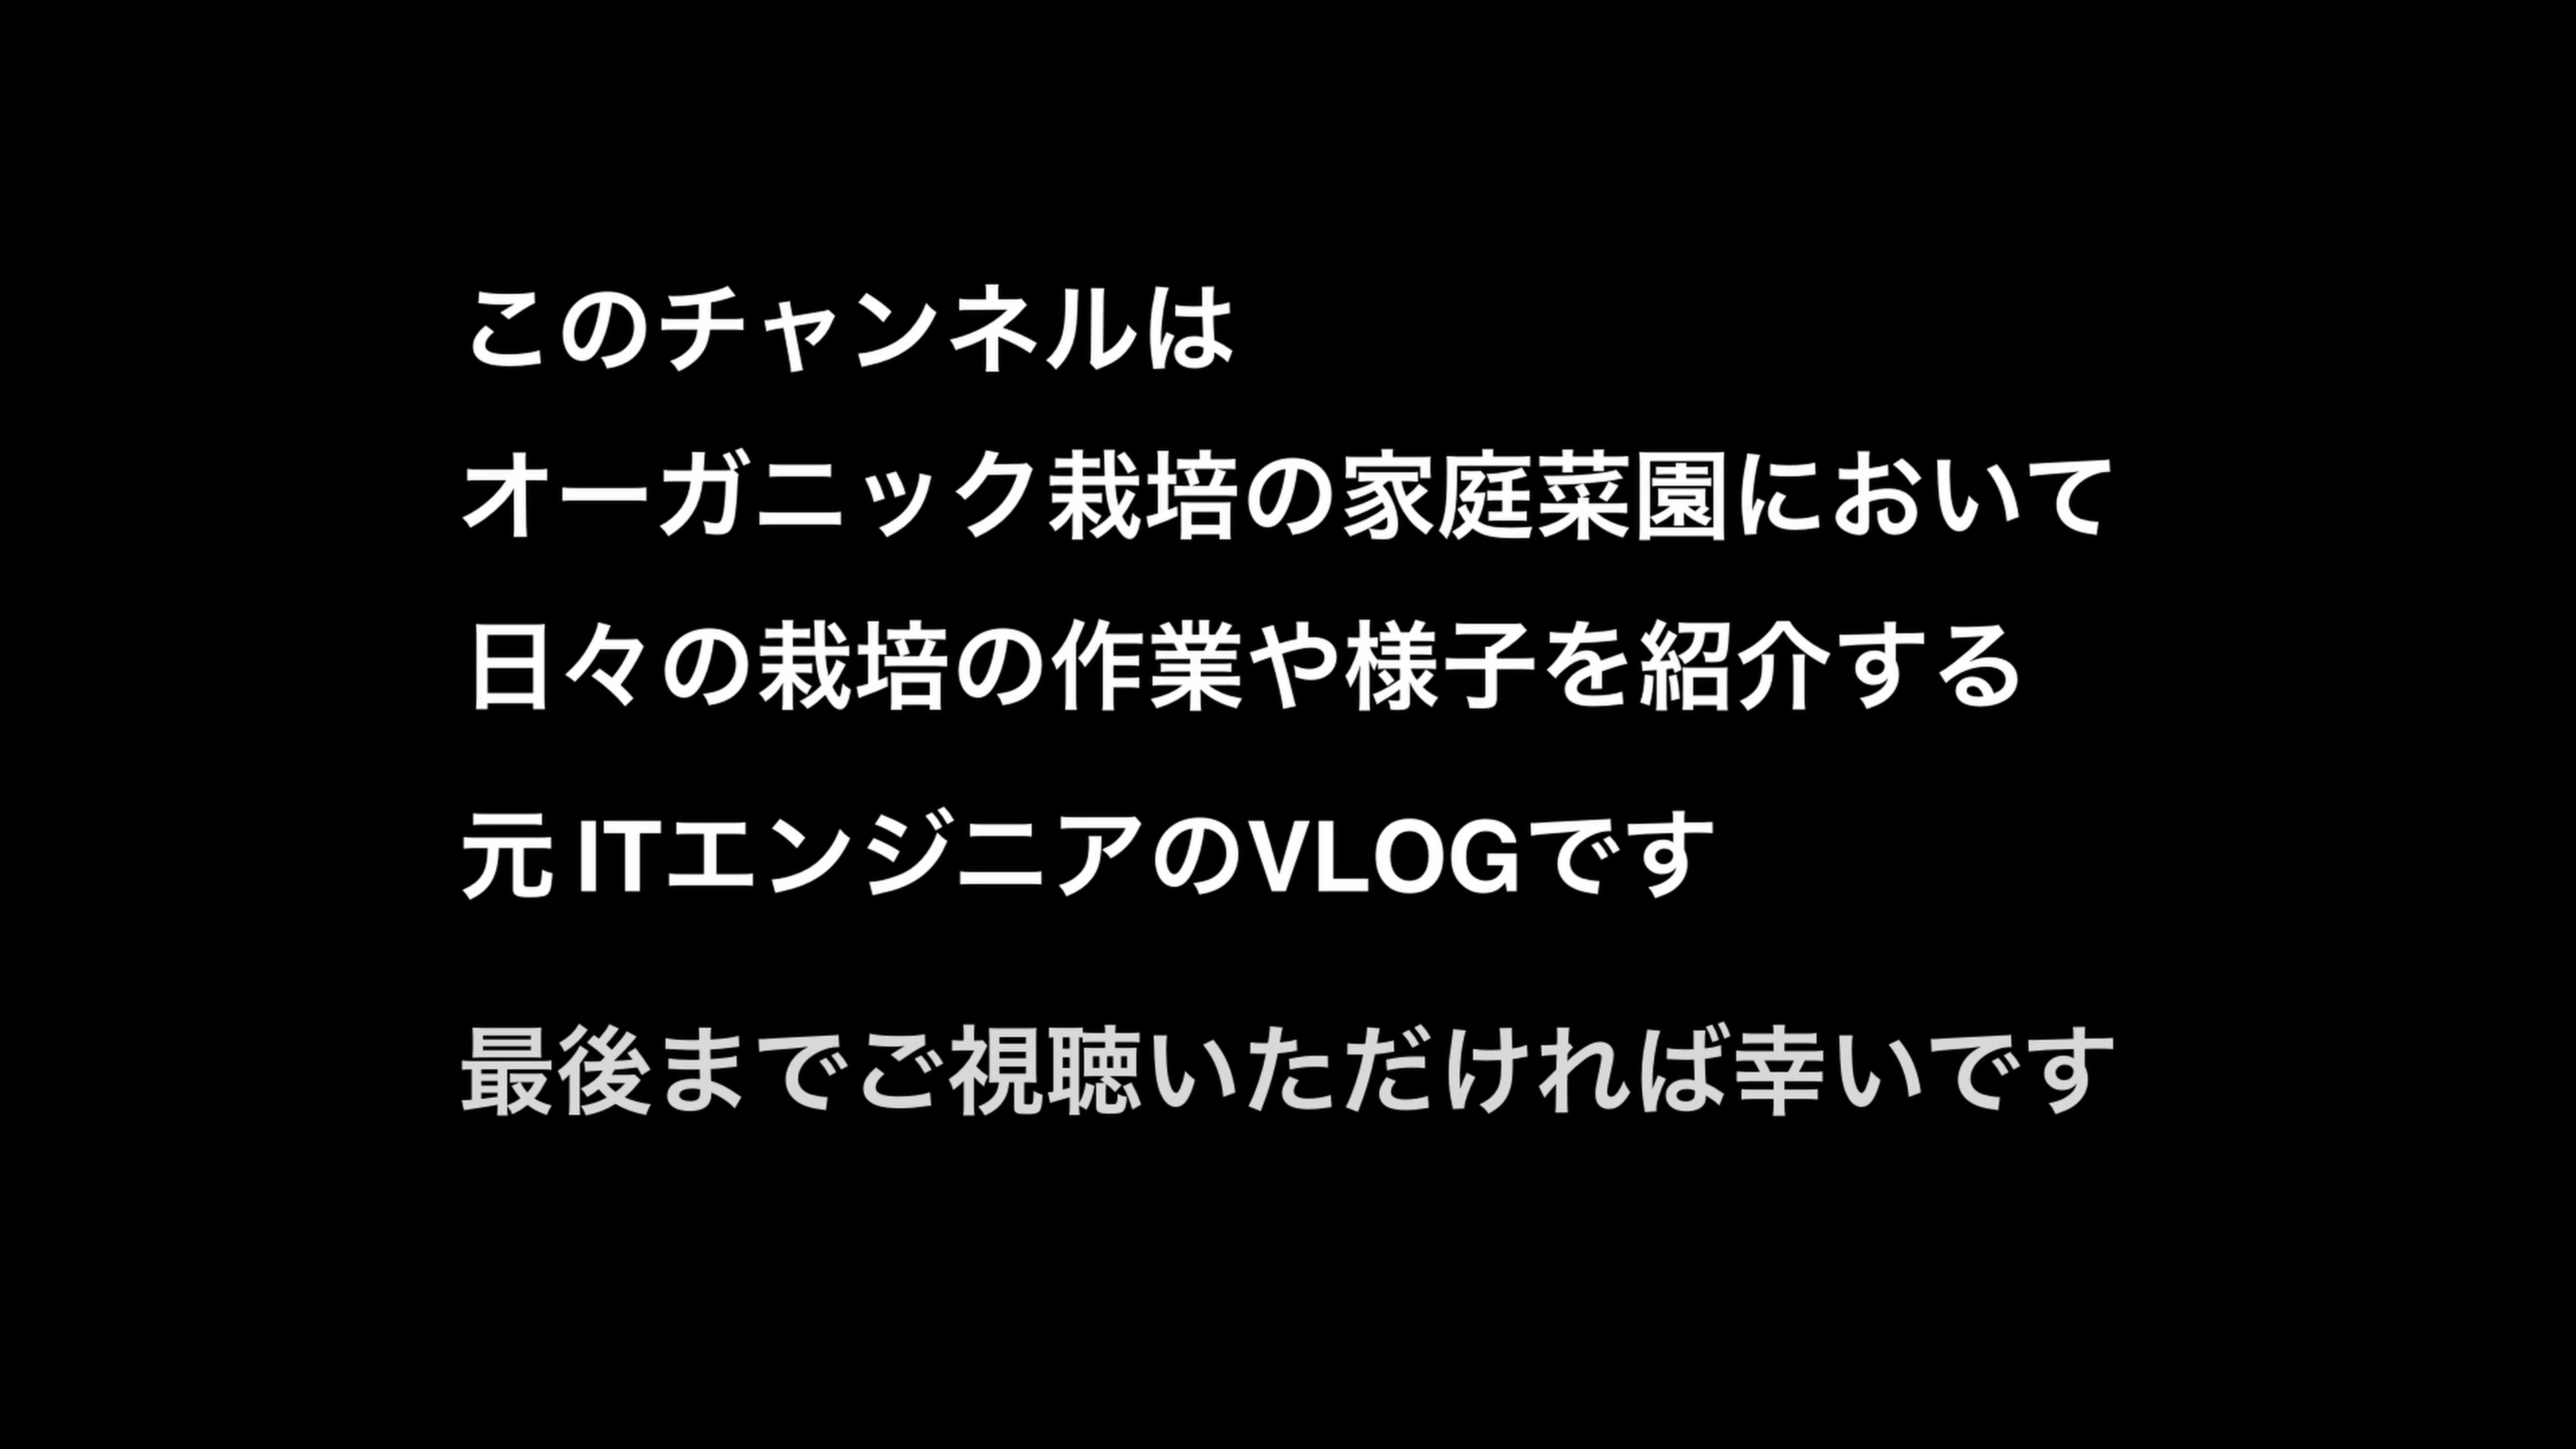 このチャンネルは
オーガニック栽培の家庭菜園において
日々の栽培の作業や様子を紹介する
元ITエンジニアのVLOGです
最後までご視聴いただければ幸いです